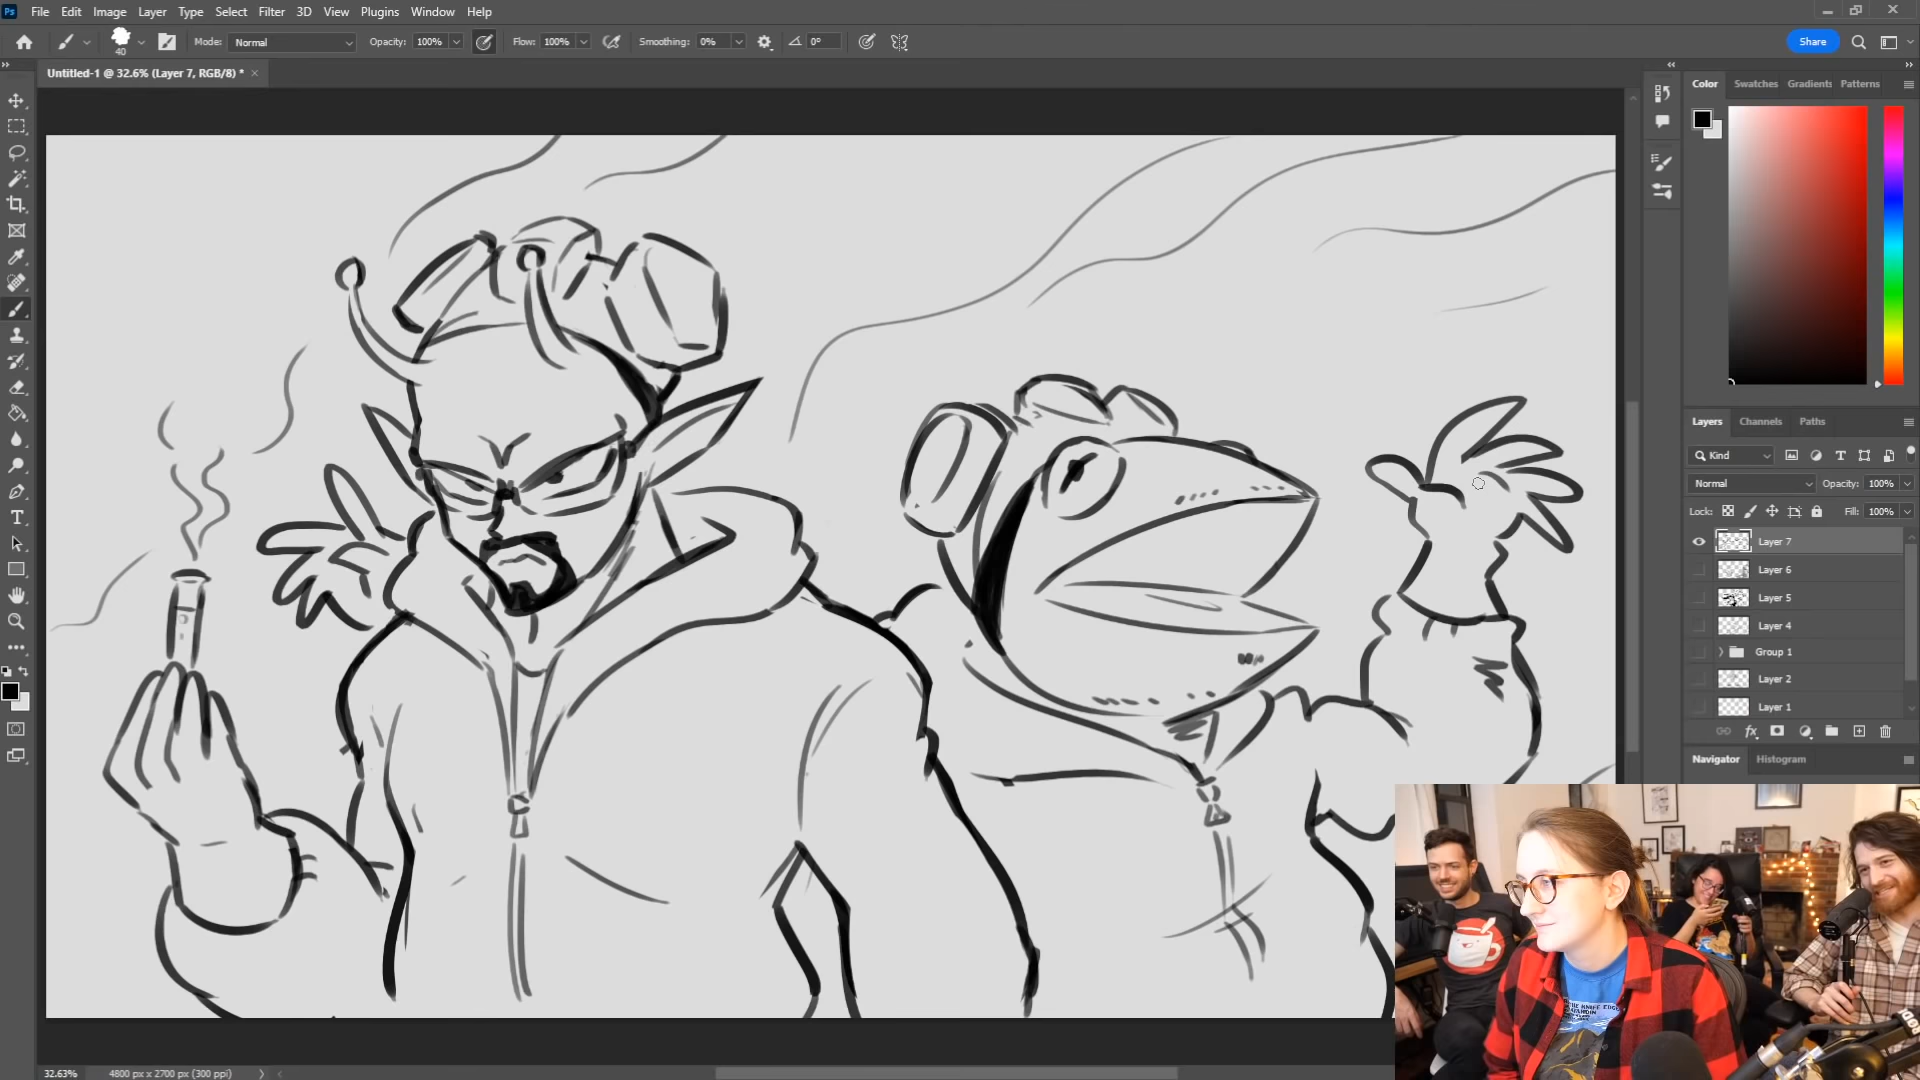 Ps File Edit Image Layer Type Select Filter 3D View Plugins Window Help
40 Mode: Normal Opacity: 100% Flow: 100% Smoothing: 0% 0° Share
Untitled-1 @ 32.6% (Layer 7, RGB/8) *
Color Swatches Gradients Patterns
Layers Channels Paths
Kind
Normal Opacity: 100%
Lock: Fill: 100%
Layer 7
Layer 6
Layer 5
Layer 4
Group 1
Layer 2
Layer 1
fx
Navigator Histogram
32.63% 4800 px x 2700 px (300 ppi)